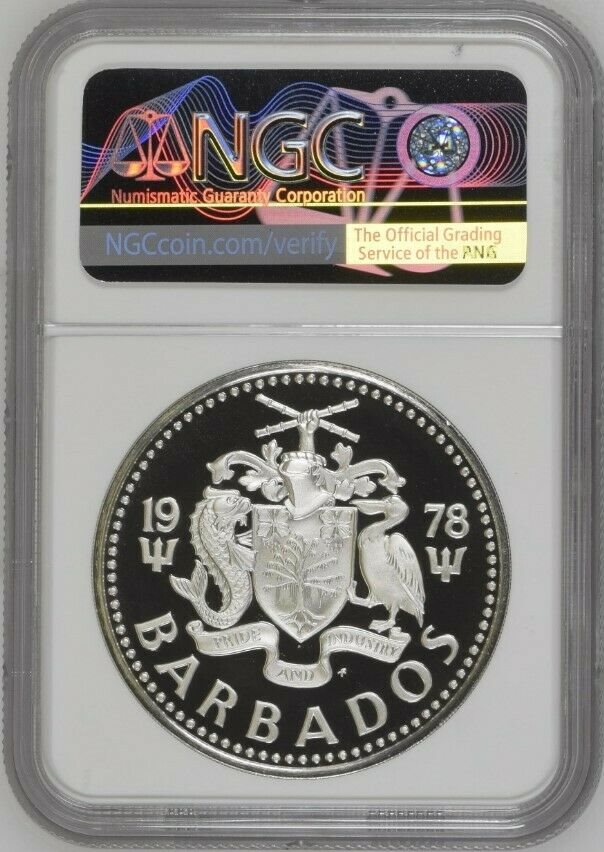 NGC
Numismatic Guaranty Corporation
NGCcoin.com/verify
The Official Grading
Service of the ANA
19 78
PRIDE AND INDUSTRY
BARBADOS